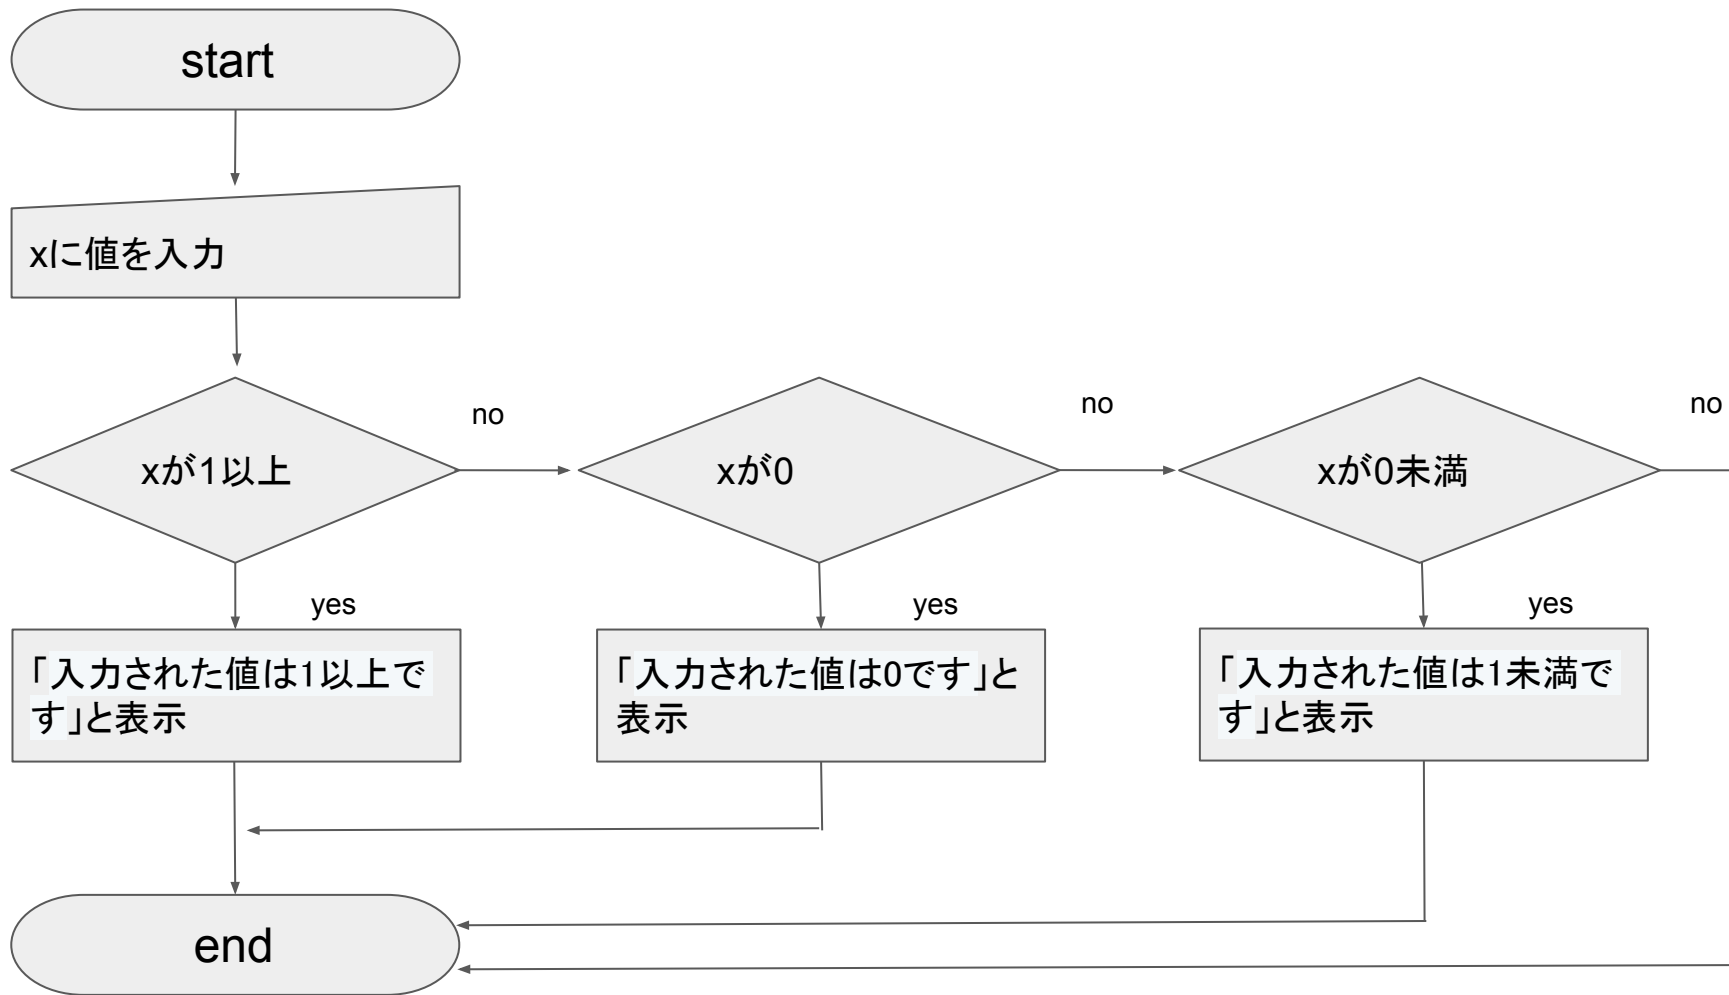 start
xに値を入力
xが1以上
no
xが0
no
xが0未満
no
yes
yes
yes
「入力された値は1以上で
す」と表示
「入力された値は0です」と
表示
「入力された値は1未満で
す」と表示
end